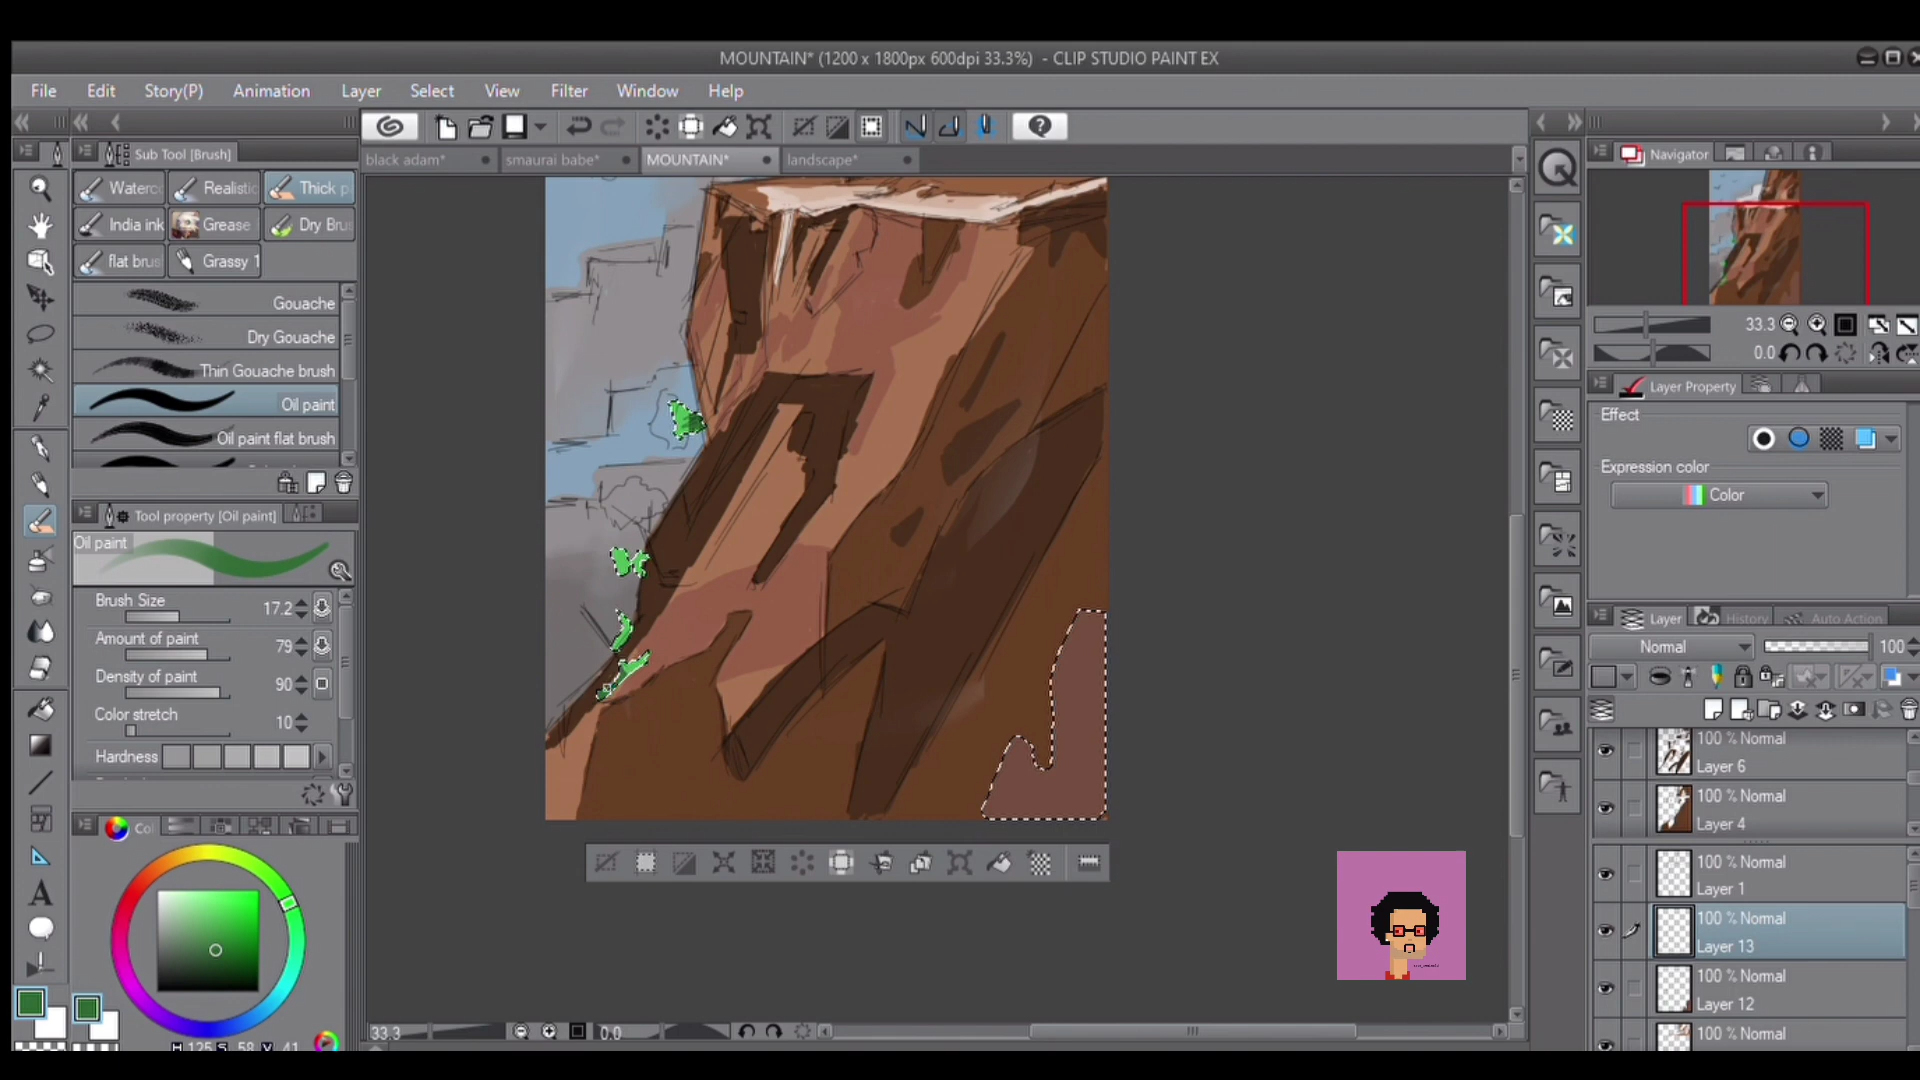 MOUNTAIN* (1200 x 1800px 600dpi 33.3%) - CLIP STUDIO PAINT EX
File Edit Story(P) Animation Layer Select View Filter Window Help
Sub Tool [Brush]
black adam* smaurai babe* MOUNTAIN* landscape*
Navigator
Waterc Realistic Thick p
India ink Grease Dry Bru
flat brus Grassy 1
Gouache
Dry Gouache
Thin Gouache brush
Oil paint
Oil paint flat brush
33.3
0.0
Layer Property
Effect
Expression color
Color
Tool property [Oil paint]
Oil paint
Brush Size 17.2
Amount of paint 79
Density of paint 90
Color stretch 10
Hardness
Layer History Auto Action
Normal 100
100 % Normal
Layer 6
100 % Normal
Layer 4
100 % Normal
Layer 1
100 % Normal
Layer 13
100 % Normal
Layer 12
100 % Normal
Col
H 125 S 58 V 41
33.3 0.0